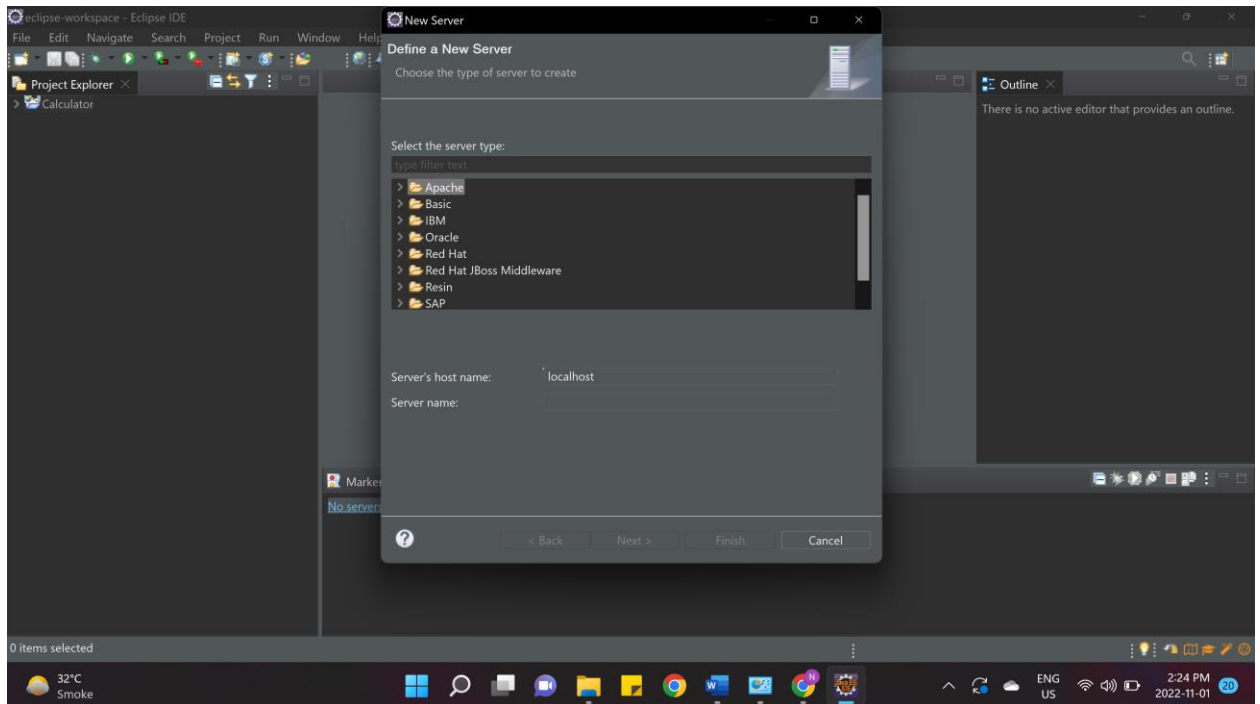 eclipse-workspace - Eclipse IDE
File Edit Navigate Search Project Run Window Help
Project Explorer
Calculator
New Server
Define a New Server
Choose the type of server to create
Select the server type:
type filter text
Apache
Basic
IBM
Oracle
Red Hat
Red Hat JBoss Middleware
Resin
SAP
Server's host name: localhost
Server name:
< Back Next > Finish Cancel
Outline
There is no active editor that provides an outline.
Marker
No servers
0 items selected
32°C
Smoke
ENG
US
2:24 PM
2022-11-01
20